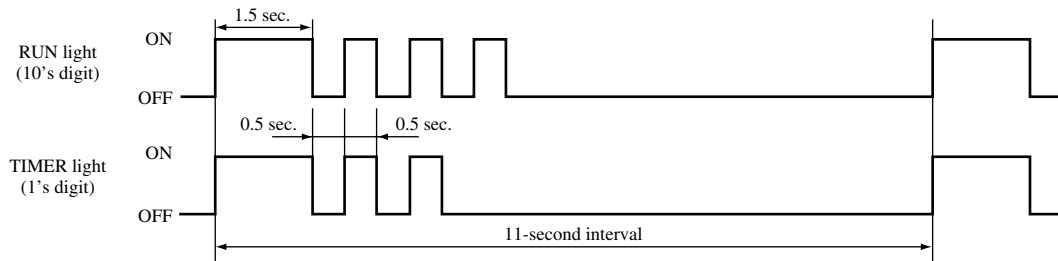 1.5 sec.
RUN light
(10's digit)
ON
OFF
0.5 sec.
0.5 sec.
TIMER light
(1's digit)
ON
OFF
11-second interval